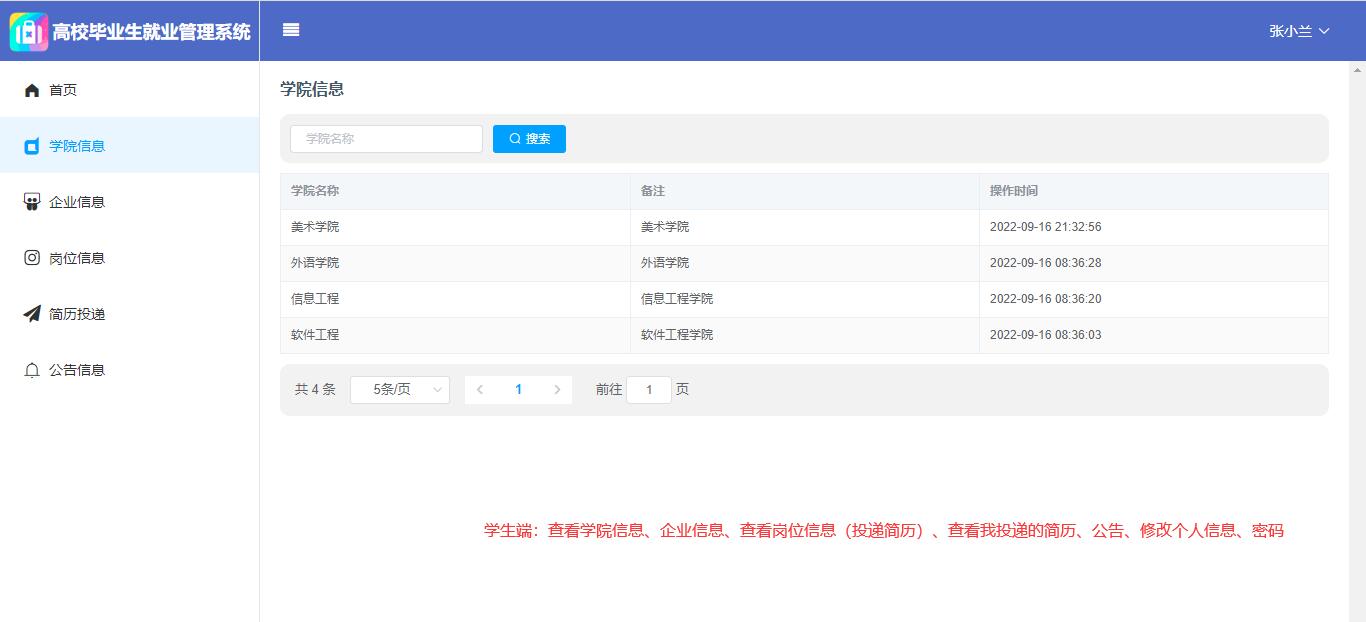 高校毕业生就业管理系统
张小兰
首页
学院信息
企业信息
岗位信息
简历投递
公告信息
学院信息
学院名称
搜索
学院名称 备注 操作时间
美术学院 美术学院 2022-09-16 21:32:56
外语学院 外语学院 2022-09-16 08:36:28
信息工程 信息工程学院 2022-09-16 08:36:20
软件工程 软件工程学院 2022-09-16 08:36:03
共 4 条 5条/页 1 前往 1 页
学生端：查看学院信息、企业信息、查看岗位信息（投递简历）、查看我投递的简历、公告、修改个人信息、密码